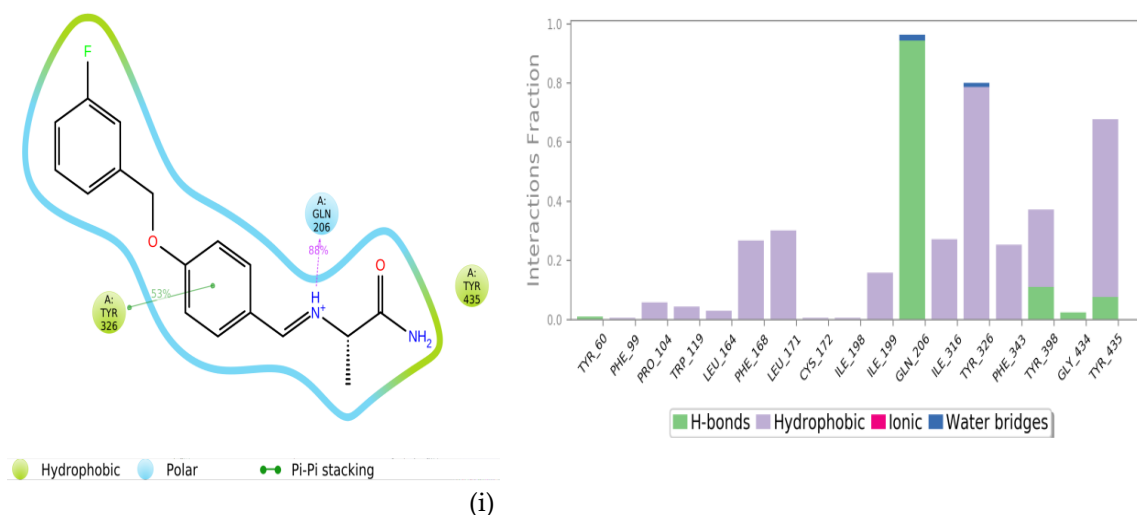 F
O
A:
TYR
326
53%
A:
GLN
206
88%
H
N+
O
NH2
A:
TYR
435
Hydrophobic Polar Pi-Pi stacking
Interactions Fraction
1.0
0.8
0.6
0.4
0.2
0.0
TYR_60 PHE_99 PRO_104 TRP_119 LEU_164 PHE_168 LEU_171 CYS_172 ILE_198 ILE_199 GLN_206 ILE_316 TYR_326 PHE_343 TYR_398 GLY_434 TYR_435
H-bonds Hydrophobic Ionic Water bridges
(i)